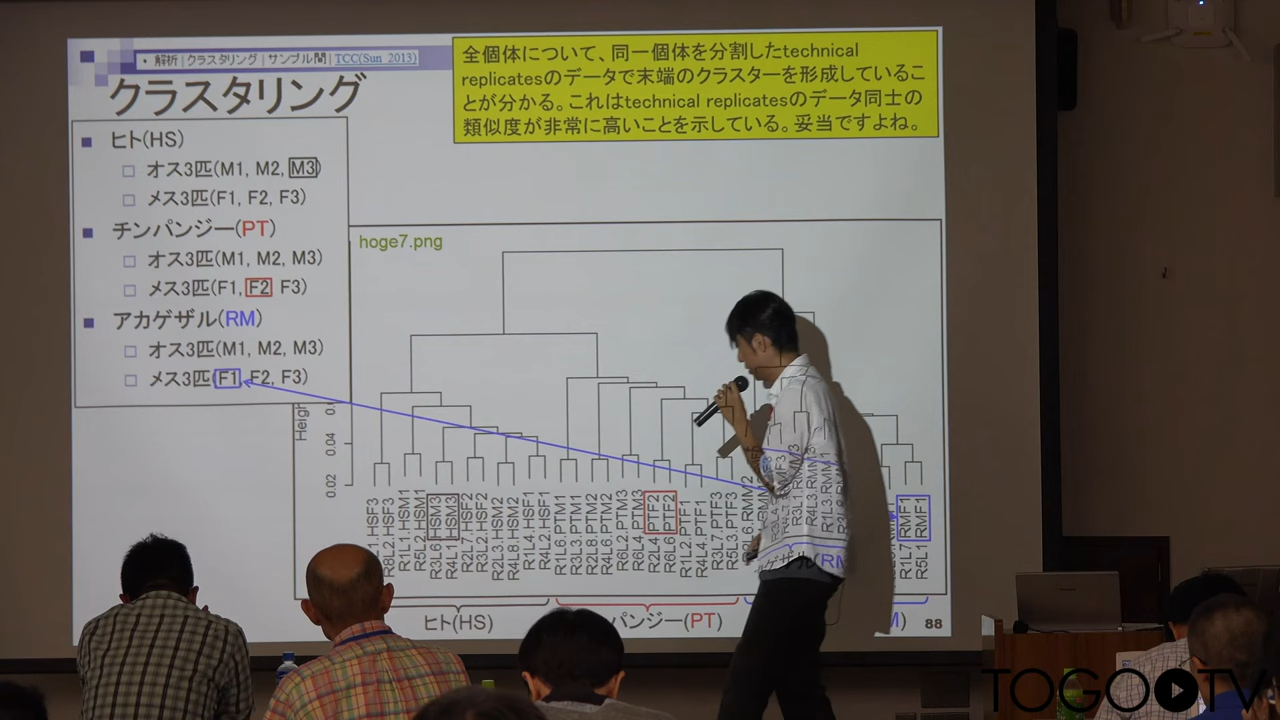 • 解析 | クラスタリング | サンプル間 | TCC(Sun_2013)
クラスタリング
全個体について、同一個体を分割したtechnical
replicatesのデータで末端のクラスターを形成しているこ
とが分かる。これはtechnical replicatesのデータ同士の
類似度が非常に高いことを示している。妥当ですよね。
ヒト(HS)
オス3匹(M1, M2, M3)
メス3匹(F1, F2, F3)
チンパンジー(PT)
オス3匹(M1, M2, M3)
メス3匹(F1, F2 F3)
アカゲザル(RM)
オス3匹(M1, M2, M3)
メス3匹(F1, F2, F3)
hoge7.png
Heigh
0.04
0.02
R8L2.HSF3
R1L1.HSM1
R5L2.HSM1
R3L6.HSM3
R4L1.HSM3
R2L7.HSF2
R3L2.HSF2
R2L3.HSM2
R4L8.HSM2
R1L4.HSF1
R4L2.HSF1
R1L6.PTM1
R3L3.PTM1
R2L8.PTM2
R4L6.PTM2
R6L2.PTM3
R6L4.PTM3
R2L4.PTF2
R6L6.PTF2
R1L2.PTF1
R4L4.PTF1
R3L7.PTF3
R5L3.PTF3
R3L1.RMM3
R4L3.RMM3
R1L3.RMM1
R1L7.RMF1
R5L1.RMF1
ヒト(HS)
パンジー(PT)
88
TOGO TV